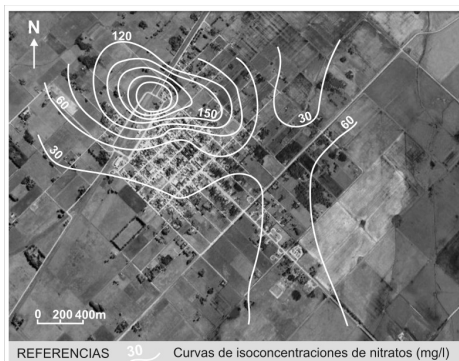 N
120
60
150
30
60
30
0 200 400m
REFERENCIAS 30 Curvas de isoconcentraciones de nitratos (mg/l)